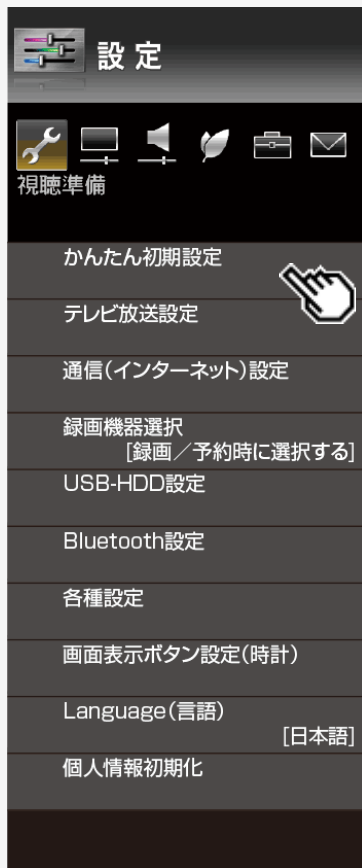 設定
視聴準備
かんたん初期設定
テレビ放送設定
通信(インターネット)設定
録画機器選択
[録画／予約時に選択する]
USB-HDD設定
Bluetooth設定
各種設定
画面表示ボタン設定(時計)
Language(言語)
[日本語]
個人情報初期化